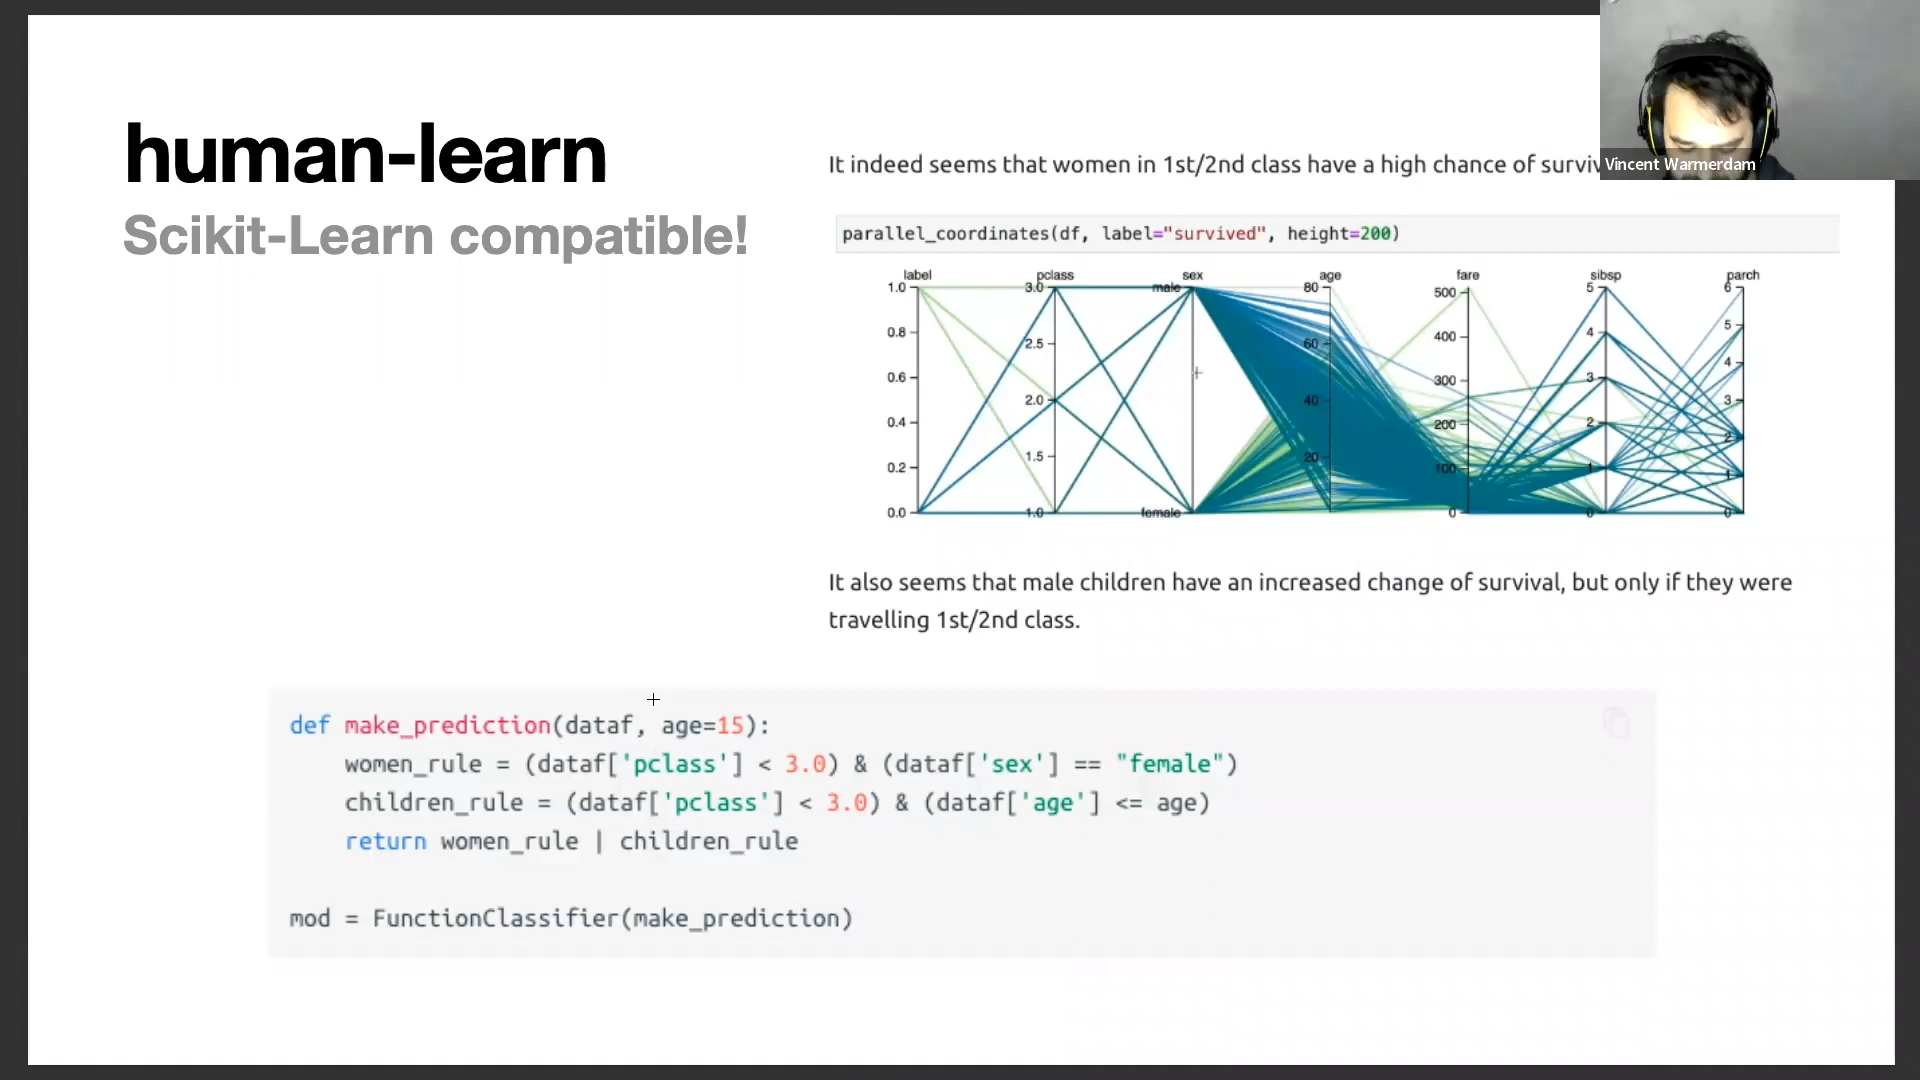 human-learn
Scikit-Learn compatible!
Vincent Warmerdam
It indeed seems that women in 1st/2nd class have a high chance of
parallel_coordinates(df, label="survived", height=200)
label pclass sex age fare sibsp parch
1.0 0.8 0.6 0.4 0.2 0.0
3.0 2.5 2.0 1.5 1.0
male female
80 60 40 20
500 400 300 200 100 0
5 4 3 2 1 0
6 5 4 3 2 1 0
It also seems that male children have an increased change of survival, but only if they were
travelling 1st/2nd class.
def make_prediction(dataf, age=15):
    women_rule = (dataf['pclass'] < 3.0) & (dataf['sex'] == "female")
    children_rule = (dataf['pclass'] < 3.0) & (dataf['age'] <= age)
    return women_rule | children_rule
mod = FunctionClassifier(make_prediction)